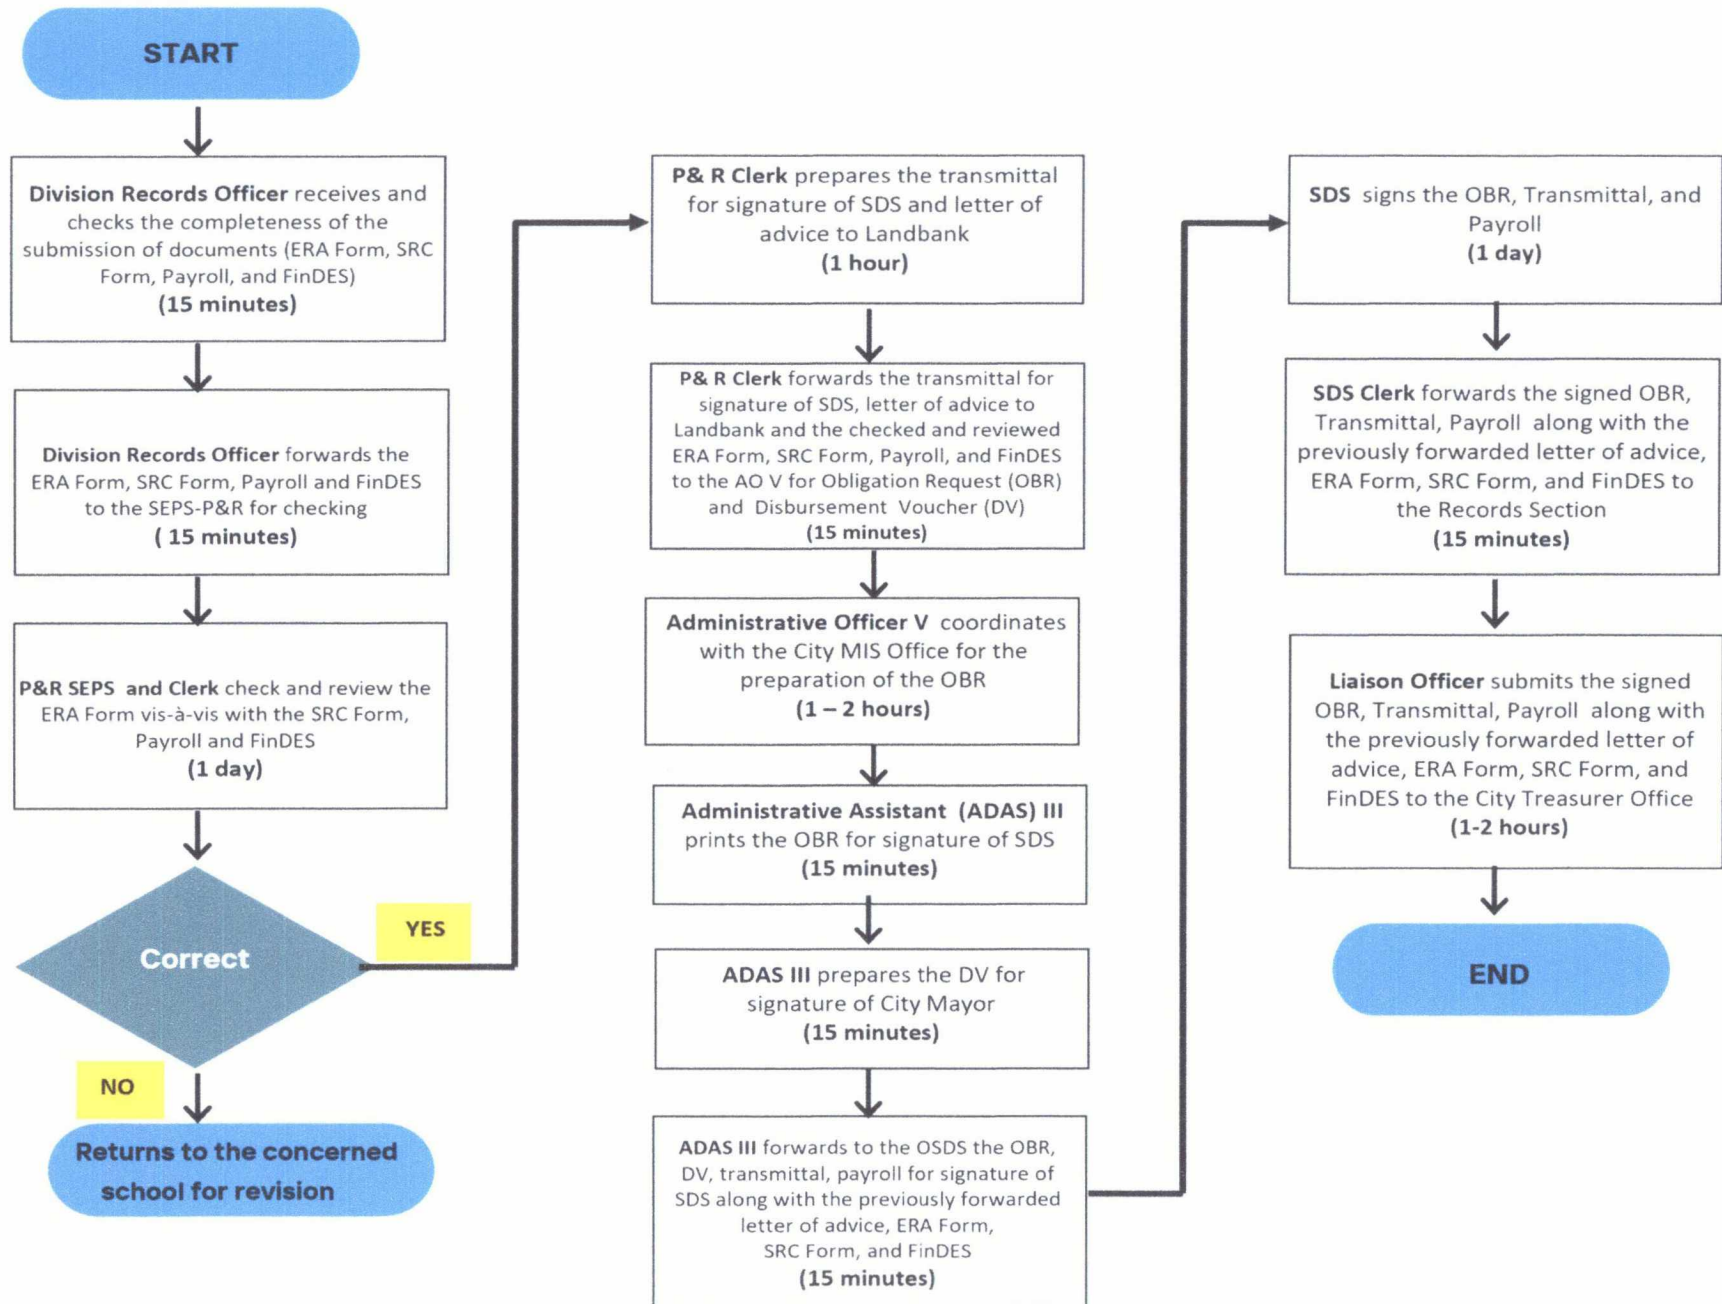 START
Division Records Officer receives and
checks the completeness of the
submission of documents (ERA Form, SRC
Form, Payroll, and FinDES)
(15 minutes)
Division Records Officer forwards the
ERA Form, SRC Form, Payroll and FinDES
to the SEPS-P&R for checking
( 15 minutes)
P&R SEPS and Clerk check and review the
ERA Form vis-à-vis with the SRC Form,
Payroll and FinDES
(1 day)
Correct
YES
NO
Returns to the concerned
school for revision
P& R Clerk prepares the transmittal
for signature of SDS and letter of
advice to Landbank
(1 hour)
P& R Clerk forwards the transmittal for
signature of SDS, letter of advice to
Landbank and the checked and reviewed
ERA Form, SRC Form, Payroll, and FinDES
to the AO V for Obligation Request (OBR)
and Disbursement Voucher (DV)
(15 minutes)
Administrative Officer V coordinates
with the City MIS Office for the
preparation of the OBR
(1 – 2 hours)
Administrative Assistant (ADAS) III
prints the OBR for signature of SDS
(15 minutes)
ADAS III prepares the DV for
signature of City Mayor
(15 minutes)
ADAS III forwards to the OSDS the OBR,
DV, transmittal, payroll for signature of
SDS along with the previously forwarded
letter of advice, ERA Form,
SRC Form, and FinDES
(15 minutes)
SDS signs the OBR, Transmittal, and
Payroll
(1 day)
SDS Clerk forwards the signed OBR,
Transmittal, Payroll along with the
previously forwarded letter of advice,
ERA Form, SRC Form, and FinDES to
the Records Section
(15 minutes)
Liaison Officer submits the signed
OBR, Transmittal, Payroll along with
the previously forwarded letter of
advice, ERA Form, SRC Form, and
FinDES to the City Treasurer Office
(1-2 hours)
END